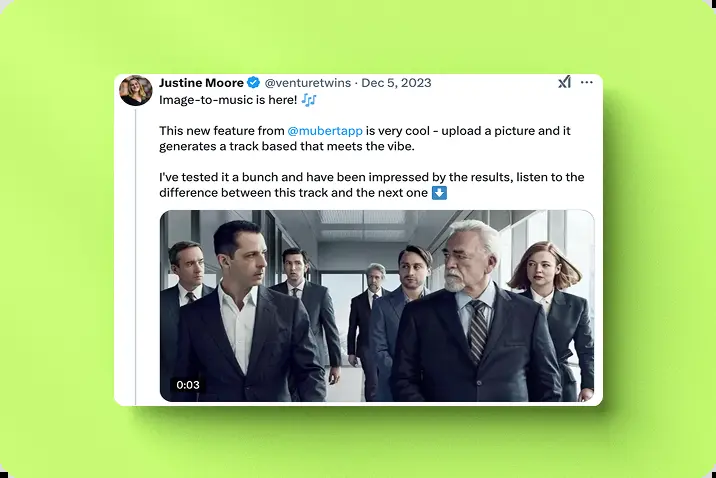 Justine Moore @venturetwins · Dec 5, 2023
Image-to-music is here! 🎶
This new feature from @mubertapp is very cool - upload a picture and it
generates a track based that meets the vibe.
I've tested it a bunch and have been impressed by the results, listen to the
difference between this track and the next one ⬇️
0:03